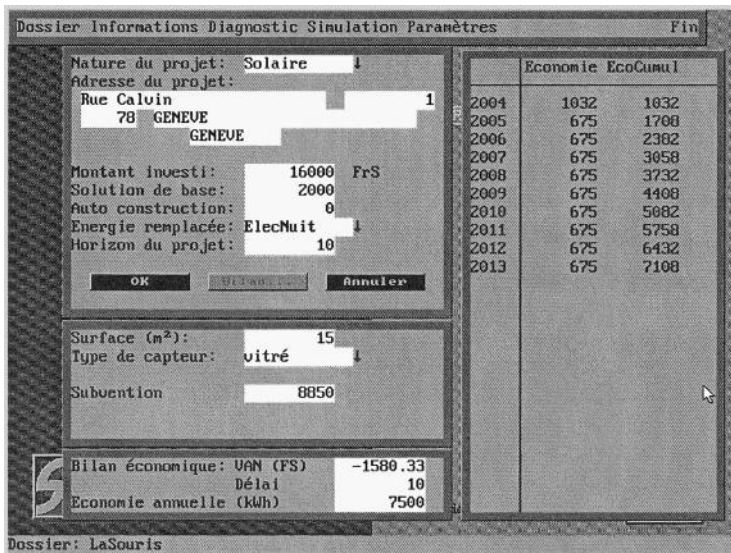 Dossier Informations Diagnostic Simulation Paramètres Fin
Nature du projet: Solaire ↓
Adresse du projet:
Rue Calvin 1
78 GENEVE
GENEVE
Montant investi: 16000 FrS
Solution de base: 2000
Auto construction: 0
Energie remplacée: ElecNuit ↓
Horizon du projet: 10
OK Annuler
Surface (m²): 15
Type de capteur: vitré ↓
Subvention 8850
Bilan économique: VAN (FS) -1580.33
Délai 10
Economie annuelle (kWh) 7500
Economie EcoCumul
2004 1032 1032
2005 675 1708
2006 675 2382
2007 675 3058
2008 675 3732
2009 675 4408
2010 675 5082
2011 675 5758
2012 675 6432
2013 675 7108
Dossier: LaSouris